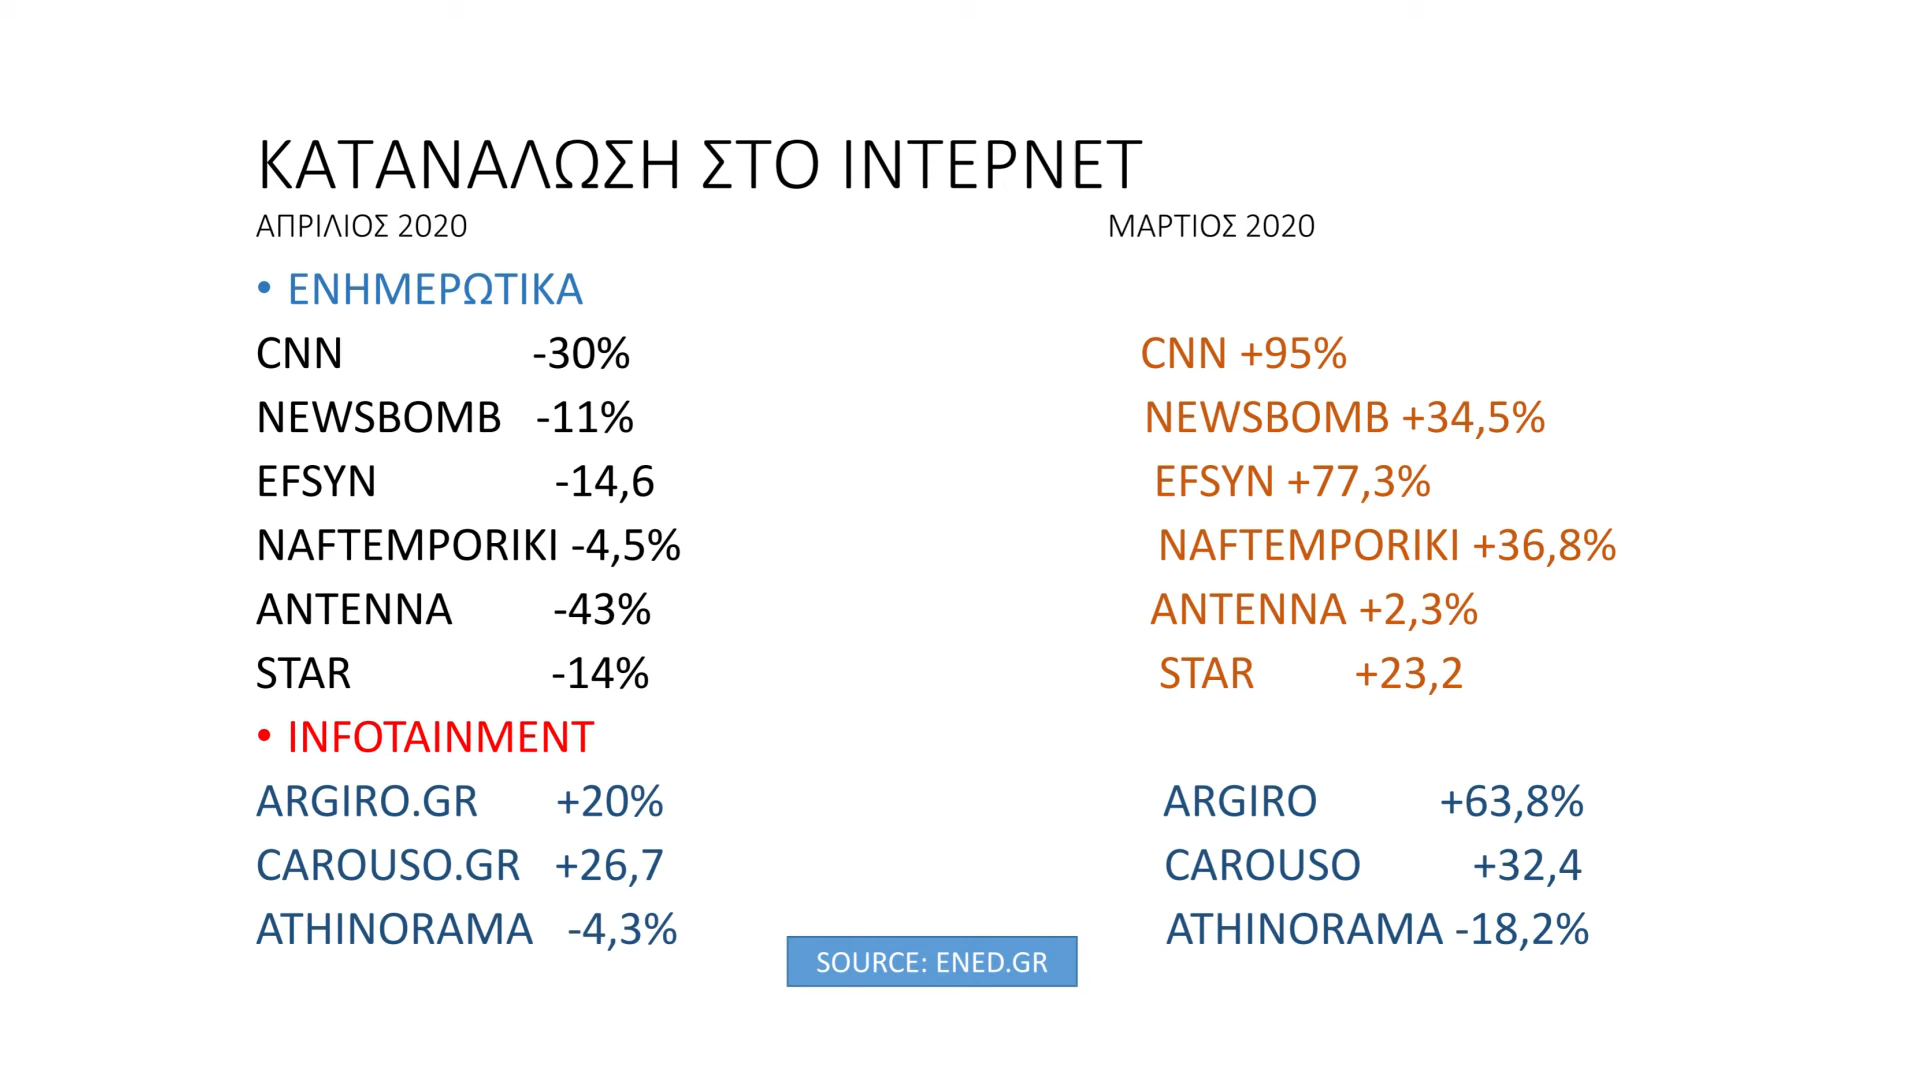 ΚΑΤΑΝΑΛΩΣΗ ΣΤΟ ΙΝΤΕΡΝΕΤ
ΑΠΡΙΛΙΟΣ 2020 ΜΑΡΤΙΟΣ 2020
• ΕΝΗΜΕΡΩΤΙΚΑ
CNN -30% CNN +95%
NEWSBOMB -11% NEWSBOMB +34,5%
EFSYN -14,6 EFSYN +77,3%
NAFTEMPORIKI -4,5% NAFTEMPORIKI +36,8%
ANTENNA -43% ANTENNA +2,3%
STAR -14% STAR +23,2
• INFOTAINMENT
ARGIRO.GR +20% ARGIRO +63,8%
CAROUSO.GR +26,7 CAROUSO +32,4
ATHINORAMA -4,3% ATHINORAMA -18,2%
SOURCE: ENED.GR